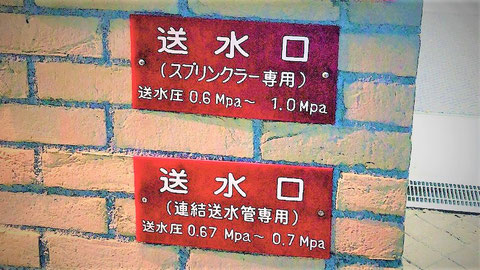 送水口
(スプリンクラー専用)
送水圧 0.6 Mpa～ 1.0 Mpa
送水口
(連結送水管専用)
送水圧 0.67 Mpa～ 0.7 Mpa